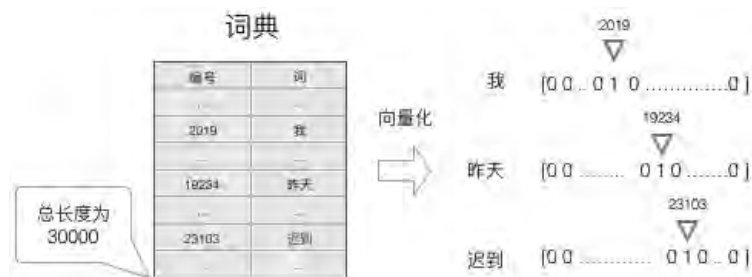 词典
编号 词
... ...
2019 我
... ...
19234 昨天
... ...
23103 迟到
... ...
总长度为
30000
向量化
2019
我 [0 0 .. 0 1 0 ..............0 ]
19234
昨天 [0 0 ........ 0 1 0 .......0 ]
23103
迟到 [0 0 ............ 0 1 0 .. 0 ]